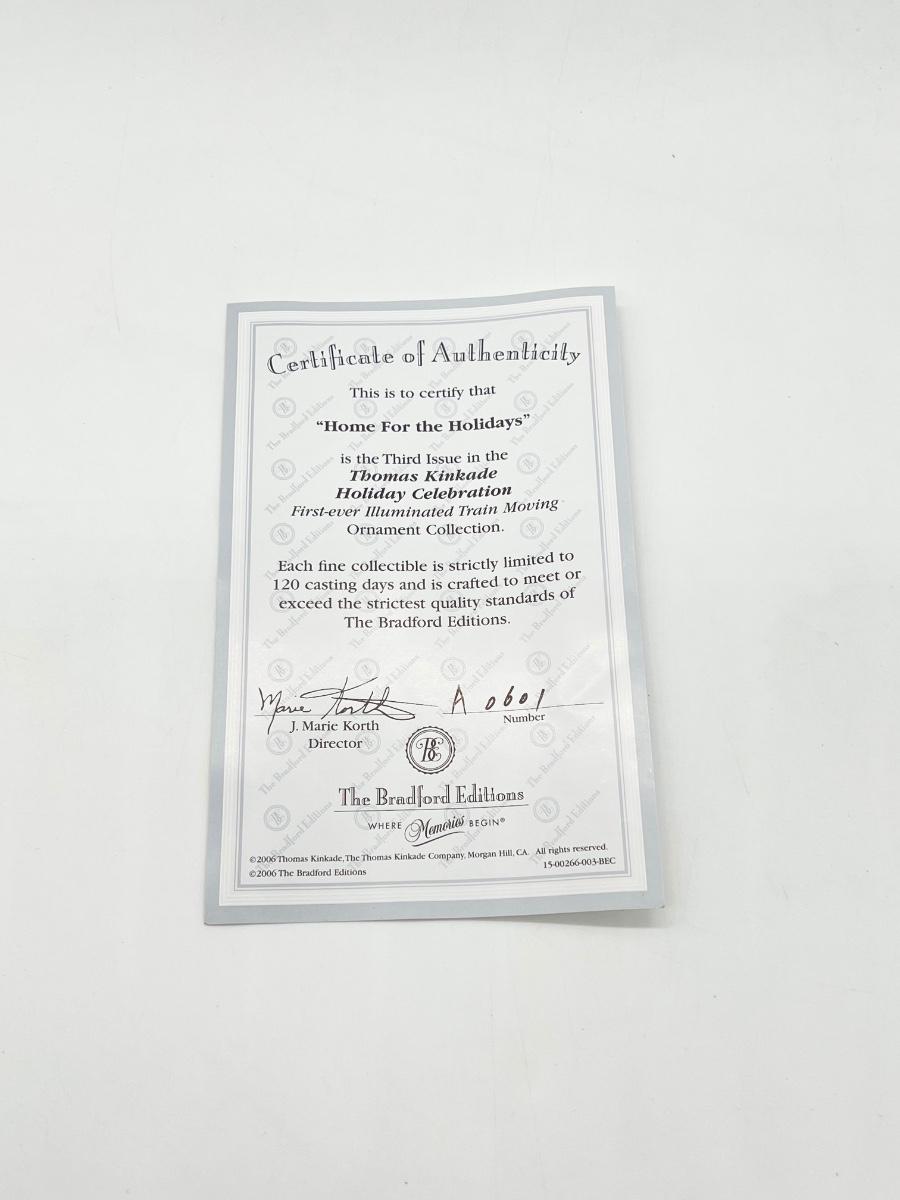 Certificate of Authenticity
This is to certify that
“Home For the Holidays”
is the Third Issue in the
Thomas Kinkade
Holiday Celebration
First-ever Illuminated Train Moving
Ornament Collection.
Each fine collectible is strictly limited to
120 casting days and is crafted to meet or
exceed the strictest quality standards of
The Bradford Editions.
Marie Korth
A 0601
J. Marie Korth
Number
Director
BE
The Bradford Editions
WHERE Memories BEGIN®
©2006 Thomas Kinkade, The Thomas Kinkade Company, Morgan Hill, CA. All rights reserved.
©2006 The Bradford Editions
15-00266-003-BEC